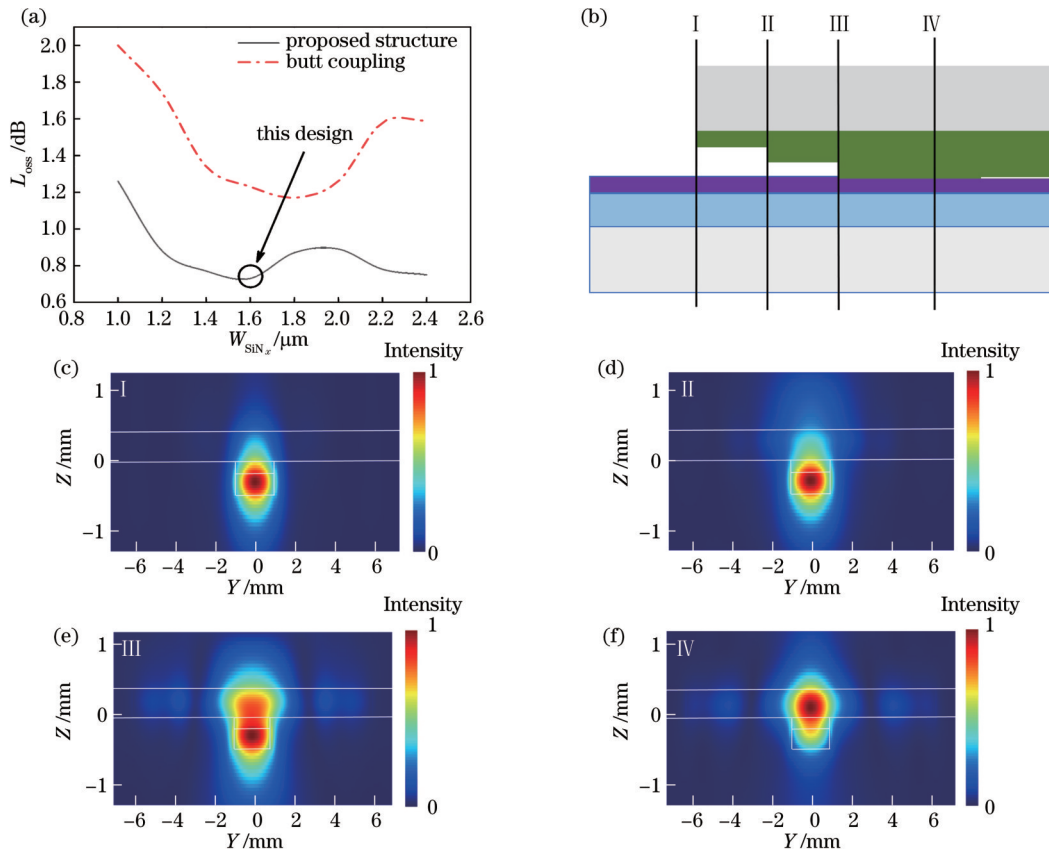 (a)
2.0
1.8
1.6
1.4
1.2
1.0
0.8
0.6
L_oss /dB
proposed structure
butt coupling
this design
0.8 1.0 1.2 1.4 1.6 1.8 2.0 2.2 2.4 2.6
W_SiNx /μm
(b)
Ⅰ Ⅱ Ⅲ Ⅳ
(c)
Ⅰ
Intensity
1
0
1
0
-1
Z /mm
-6 -4 -2 0 2 4 6
Y /mm
(d)
Ⅱ
Intensity
1
0
1
0
-1
Z /mm
-6 -4 -2 0 2 4 6
Y /mm
(e)
Ⅲ
Intensity
1
0
1
0
-1
Z /mm
-6 -4 -2 0 2 4 6
Y /mm
(f)
Ⅳ
Intensity
1
0
1
0
-1
Z /mm
-6 -4 -2 0 2 4 6
Y /mm